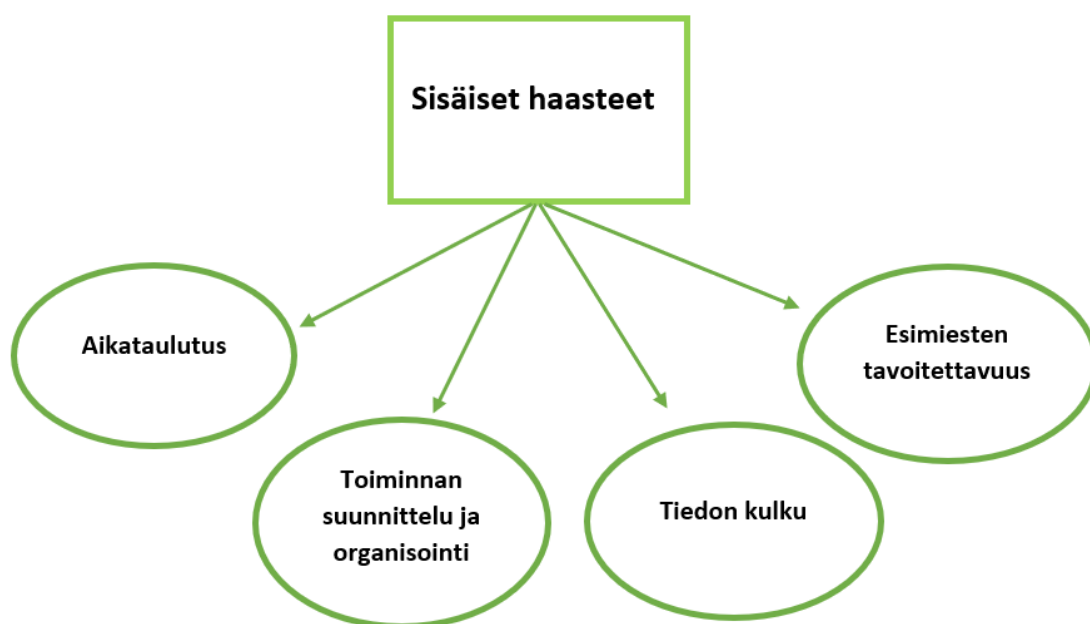 Sisäiset haasteet
Aikataulutus
Toiminnan
suunnittelu ja
organisointi
Tiedon kulku
Esimiesten
tavoitettavuus